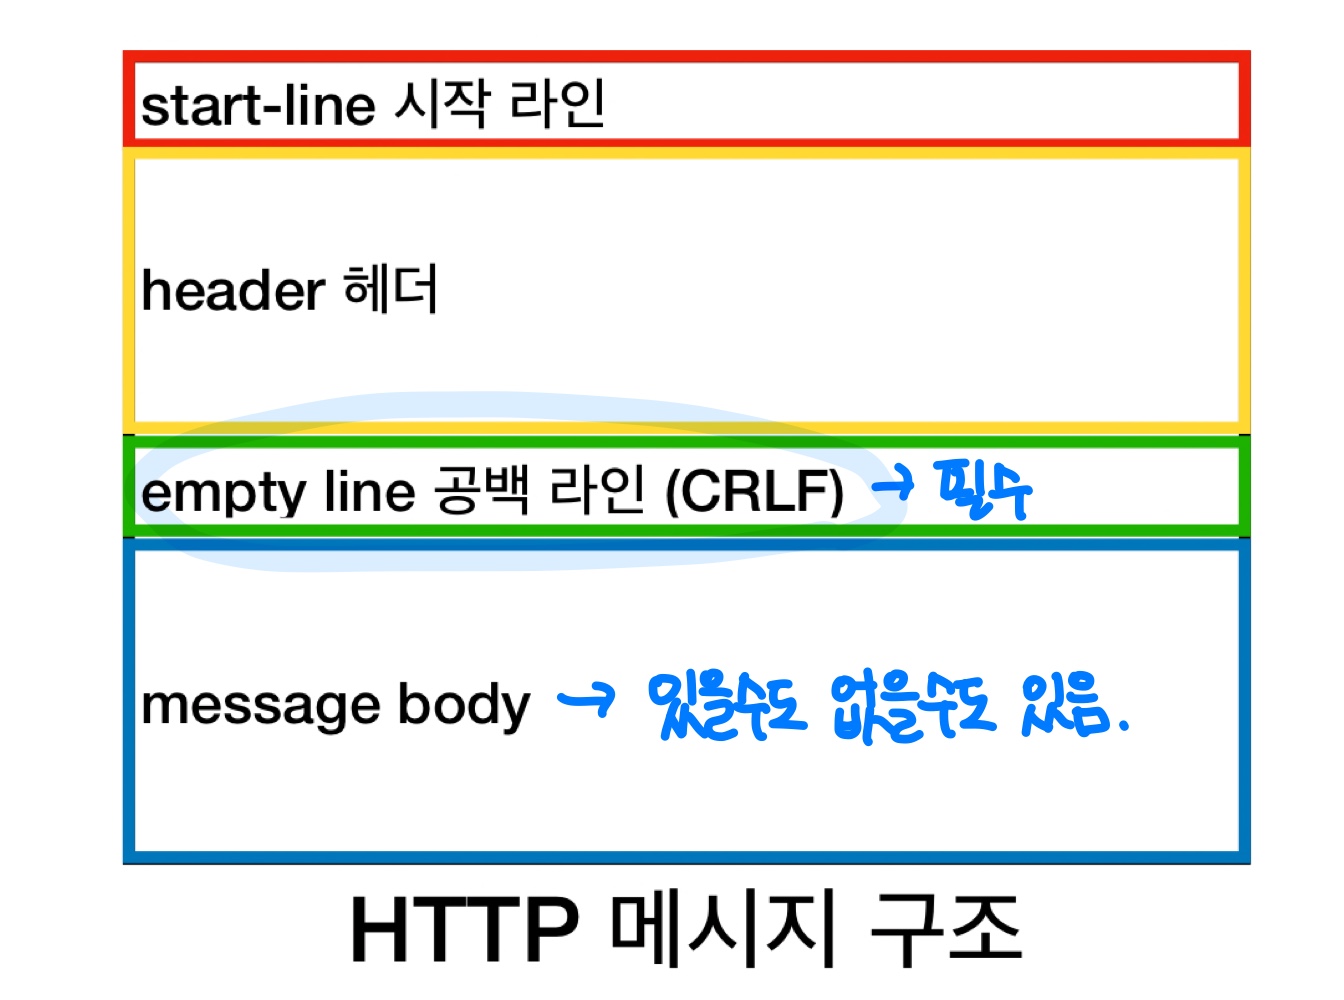 start-line 시작 라인
header 헤더
empty line 공백 라인 (CRLF) → 필수
message body → 있을수도 없을수도 있음.
HTTP 메시지 구조